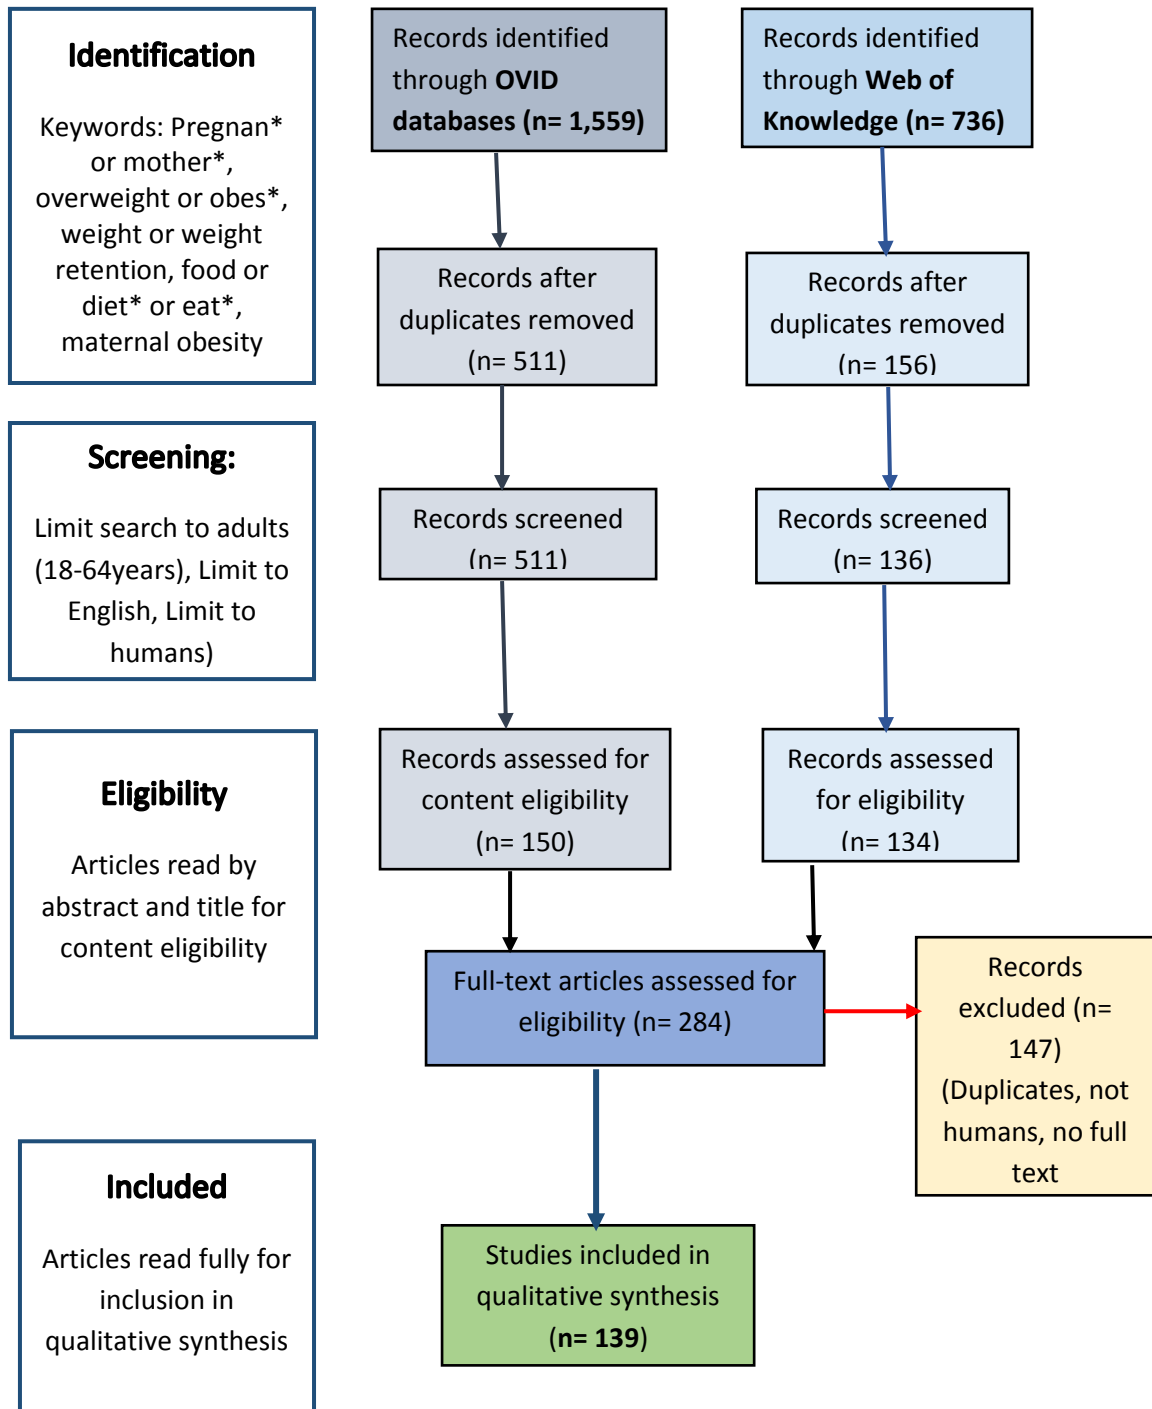 Identification
Keywords: Pregnan*
or mother*,
overweight or obes*,
weight or weight
retention, food or
diet* or eat*,
maternal obesity
Records identified
through OVID
databases (n= 1,559)
Records identified
through Web of
Knowledge (n= 736)
Records after
duplicates removed
(n= 511)
Records after
duplicates removed
(n= 156)
Screening:
Limit search to adults
(18-64years), Limit to
English, Limit to
humans)
Records screened
(n= 511)
Records screened
(n= 136)
Eligibility
Articles read by
abstract and title for
content eligibility
Records assessed for
content eligibility
(n= 150)
Records assessed
for eligibility
(n= 134)
Full-text articles assessed for
eligibility (n= 284)
Records
excluded (n=
147)
(Duplicates, not
humans, no full
text
Included
Articles read fully for
inclusion in
qualitative synthesis
Studies included in
qualitative synthesis
(n= 139)